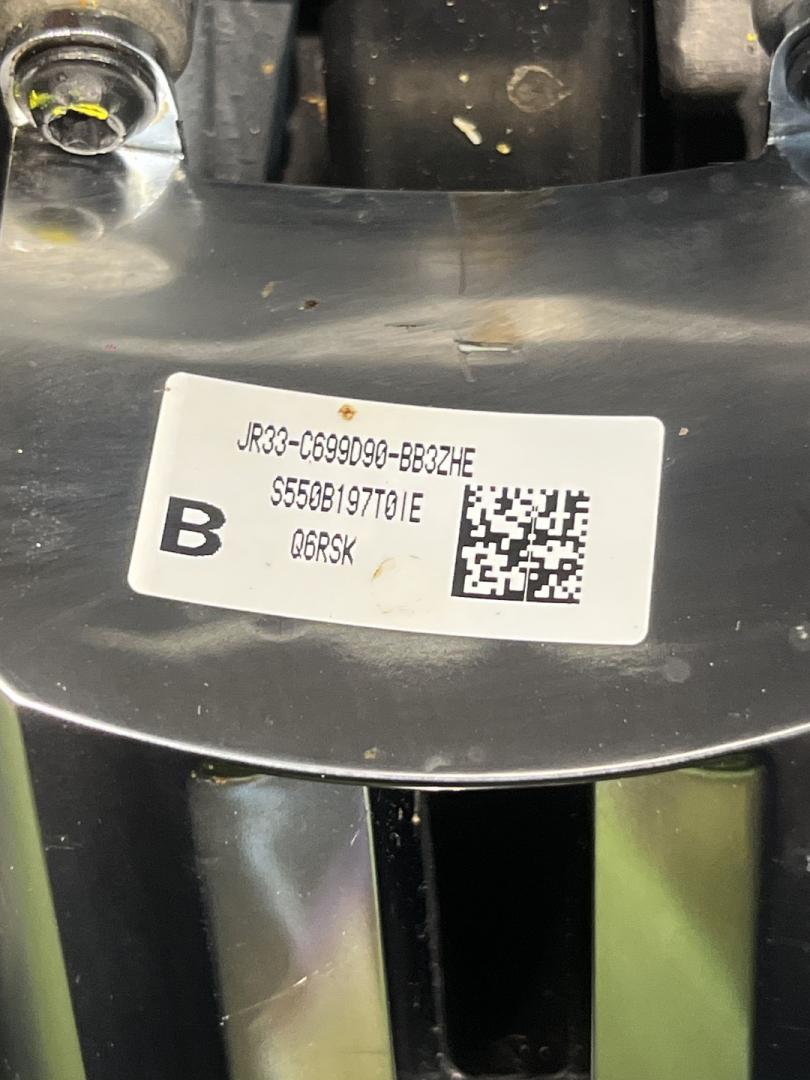 JR33-C699D90-BB3ZHE
S550B197T01E
B
Q6RSK